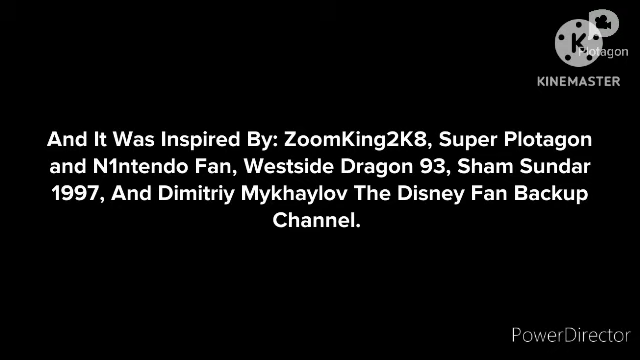 Plotagon
KINEMASTER
And It Was Inspired By: ZoomKing2K8, Super Plotagon
and N1ntendo Fan, Westside Dragon 93, Sham Sundar
1997, And Dimitriy Mykhaylov The Disney Fan Backup
Channel.
PowerDirector